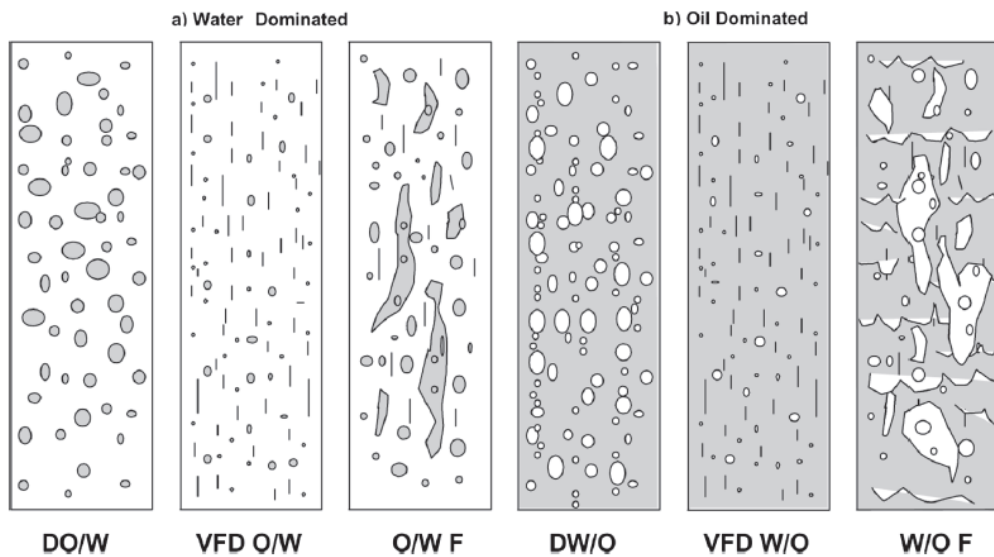 a) Water Dominated
b) Oil Dominated
DO/W
VFD O/W
O/W F
DW/O
VFD W/O
W/O F